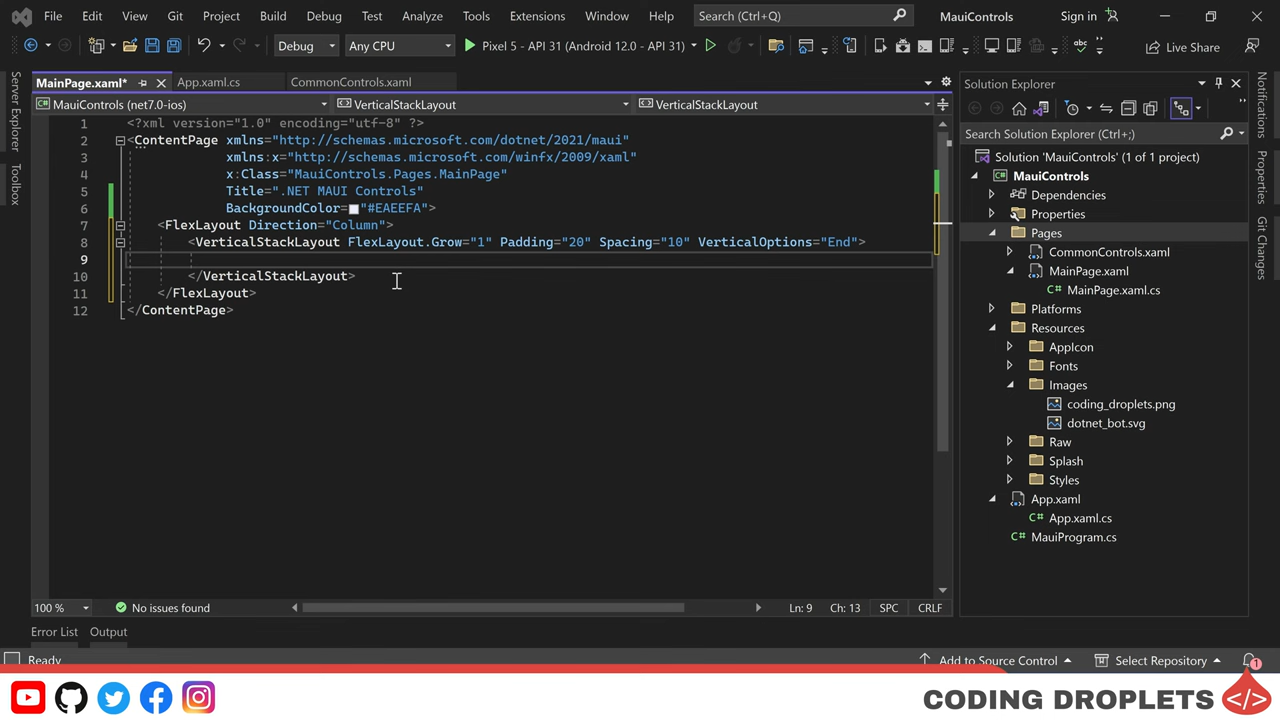 File Edit View Git Project Build Debug Test Analyze Tools Extensions Window Help Search (Ctrl+Q) MauiControls Sign in
Debug Any CPU Pixel 5 - API 31 (Android 12.0 - API 31) Live Share
Server Explorer
Toolbox
MainPage.xaml* App.xaml.cs CommonControls.xaml
MauiControls (net7.0-ios) VerticalStackLayout VerticalStackLayout
1 <?xml version="1.0" encoding="utf-8" ?>
2 <ContentPage xmlns="http://schemas.microsoft.com/dotnet/2021/maui"
3 xmlns:x="http://schemas.microsoft.com/winfx/2009/xaml"
4 x:Class="MauiControls.Pages.MainPage"
5 Title=".NET MAUI Controls"
6 BackgroundColor="#EAEEFA">
7 <FlexLayout Direction="Column">
8 <VerticalStackLayout FlexLayout.Grow="1" Padding="20" Spacing="10" VerticalOptions="End">
9
10 </VerticalStackLayout>
11 </FlexLayout>
12 </ContentPage>
100 % No issues found Ln: 9 Ch: 13 SPC CRLF
Error List Output
Ready Add to Source Control Select Repository 1
Solution Explorer
Search Solution Explorer (Ctrl+;)
Solution 'MauiControls' (1 of 1 project)
MauiControls
Dependencies
Properties
Pages
CommonControls.xaml
MainPage.xaml
MainPage.xaml.cs
Platforms
Resources
AppIcon
Fonts
Images
coding_droplets.png
dotnet_bot.svg
Raw
Splash
Styles
App.xaml
App.xaml.cs
MauiProgram.cs
Notifications
Properties
Git Changes
CODING DROPLETS </>